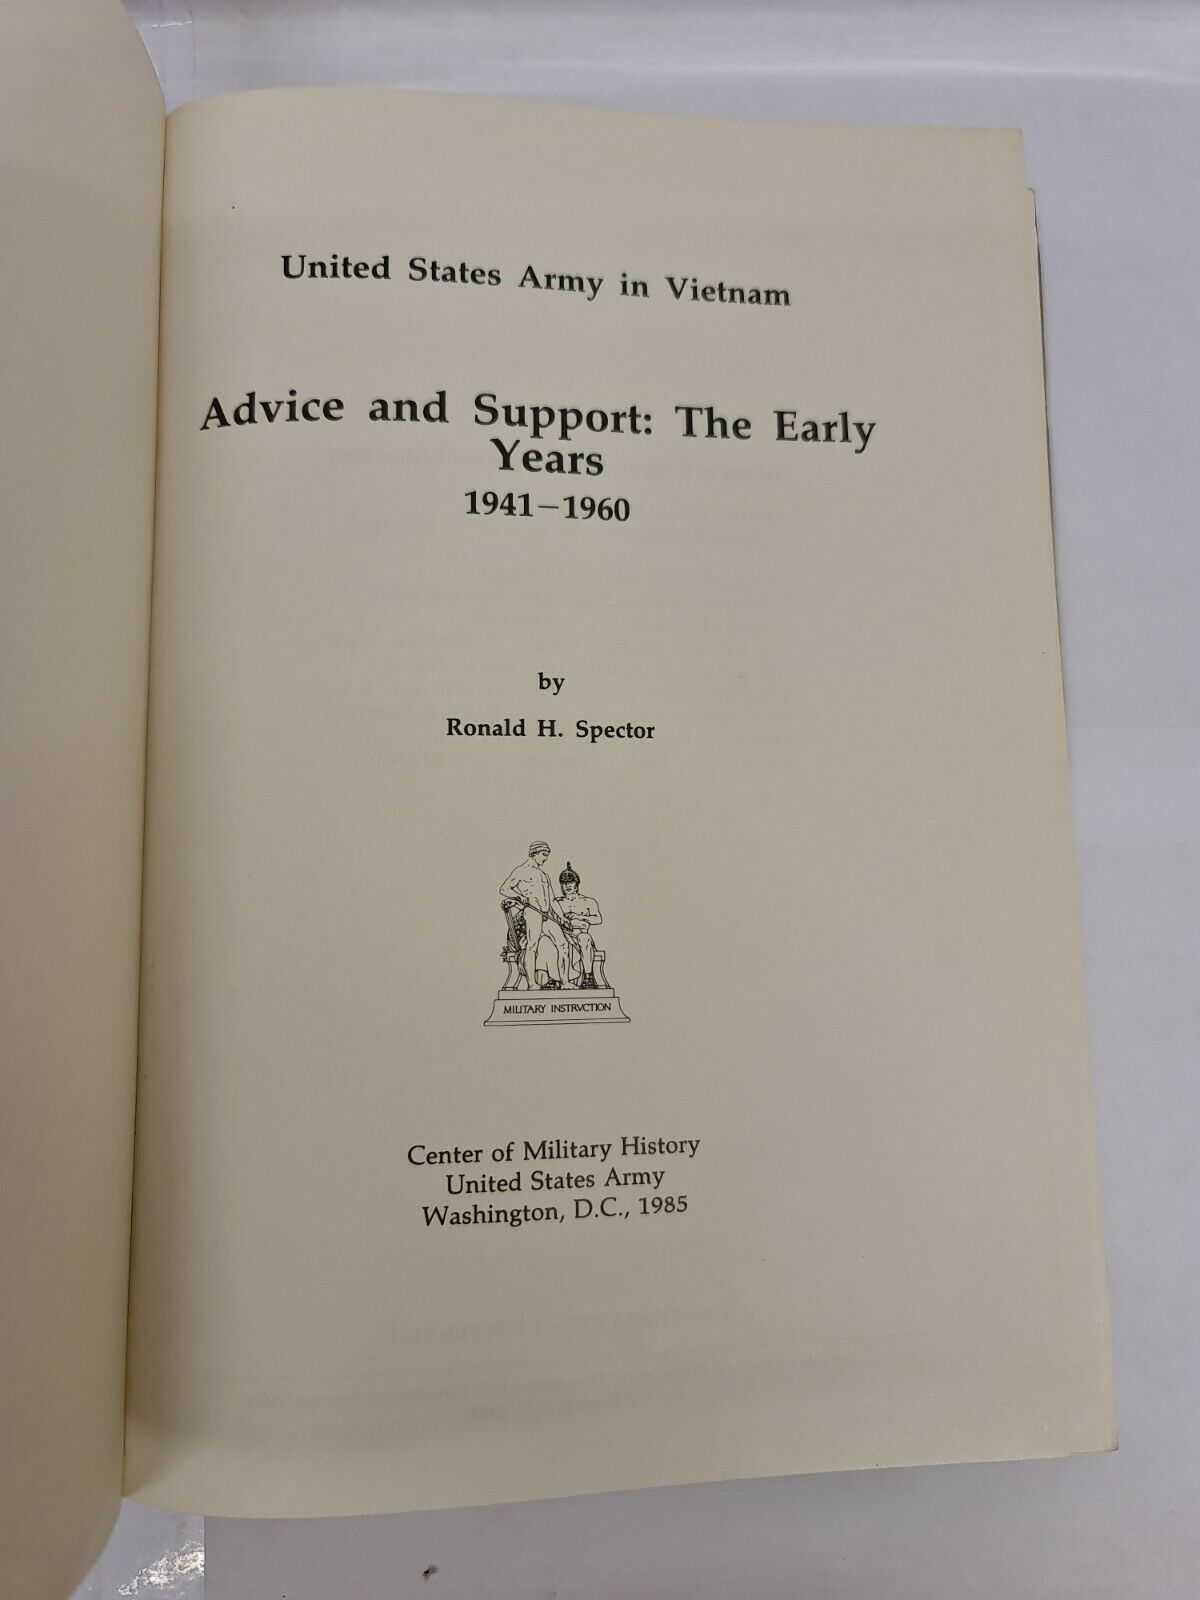 United States Army in Vietnam
Advice and Support: The Early
Years
1941–1960
by
Ronald H. Spector
MILITARY INSTRVCTION
Center of Military History
United States Army
Washington, D.C., 1985